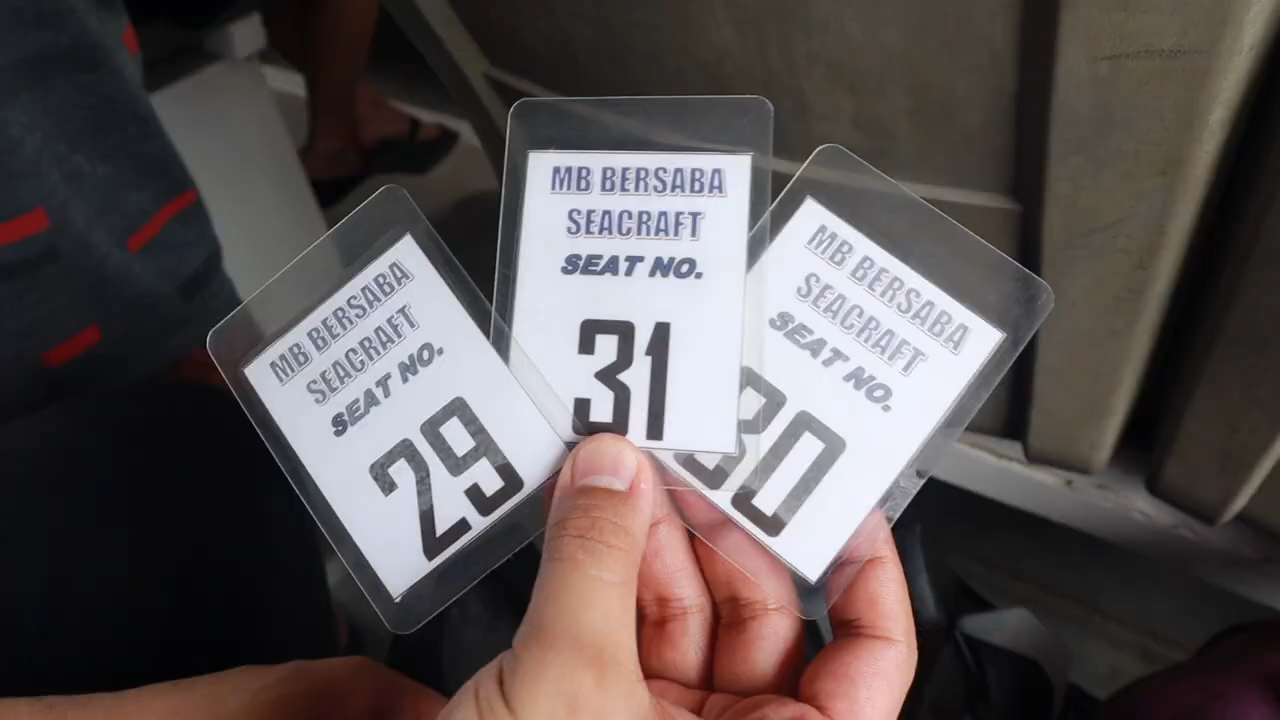 MB BERSABA
SEACRAFT
SEAT NO.
29
MB BERSABA
SEACRAFT
SEAT NO.
31
MB BERSABA
SEACRAFT
SEAT NO.
30